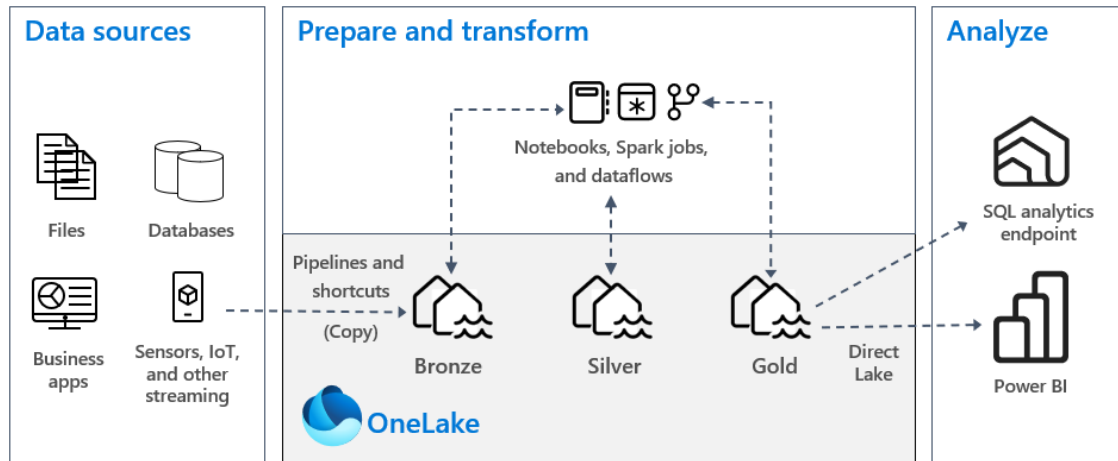 Data sources
Files
Databases
Business
apps
Sensors, IoT,
and other
streaming
Prepare and transform
Notebooks, Spark jobs,
and dataflows
Pipelines and
shortcuts
(Copy)
Bronze
Silver
Gold
Direct
Lake
OneLake
Analyze
SQL analytics
endpoint
Power BI